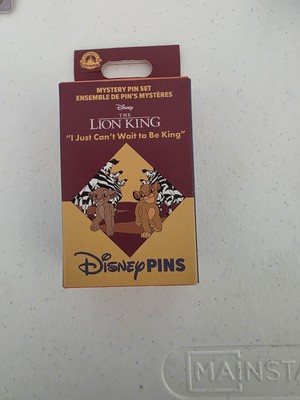 MYSTERY PIN SET
ENSEMBLE DE PIN'S MYSTÈRES
Disney
THE
LION KING
"I Just Can't Wait to Be King"
Disney PINS
MAINSTA